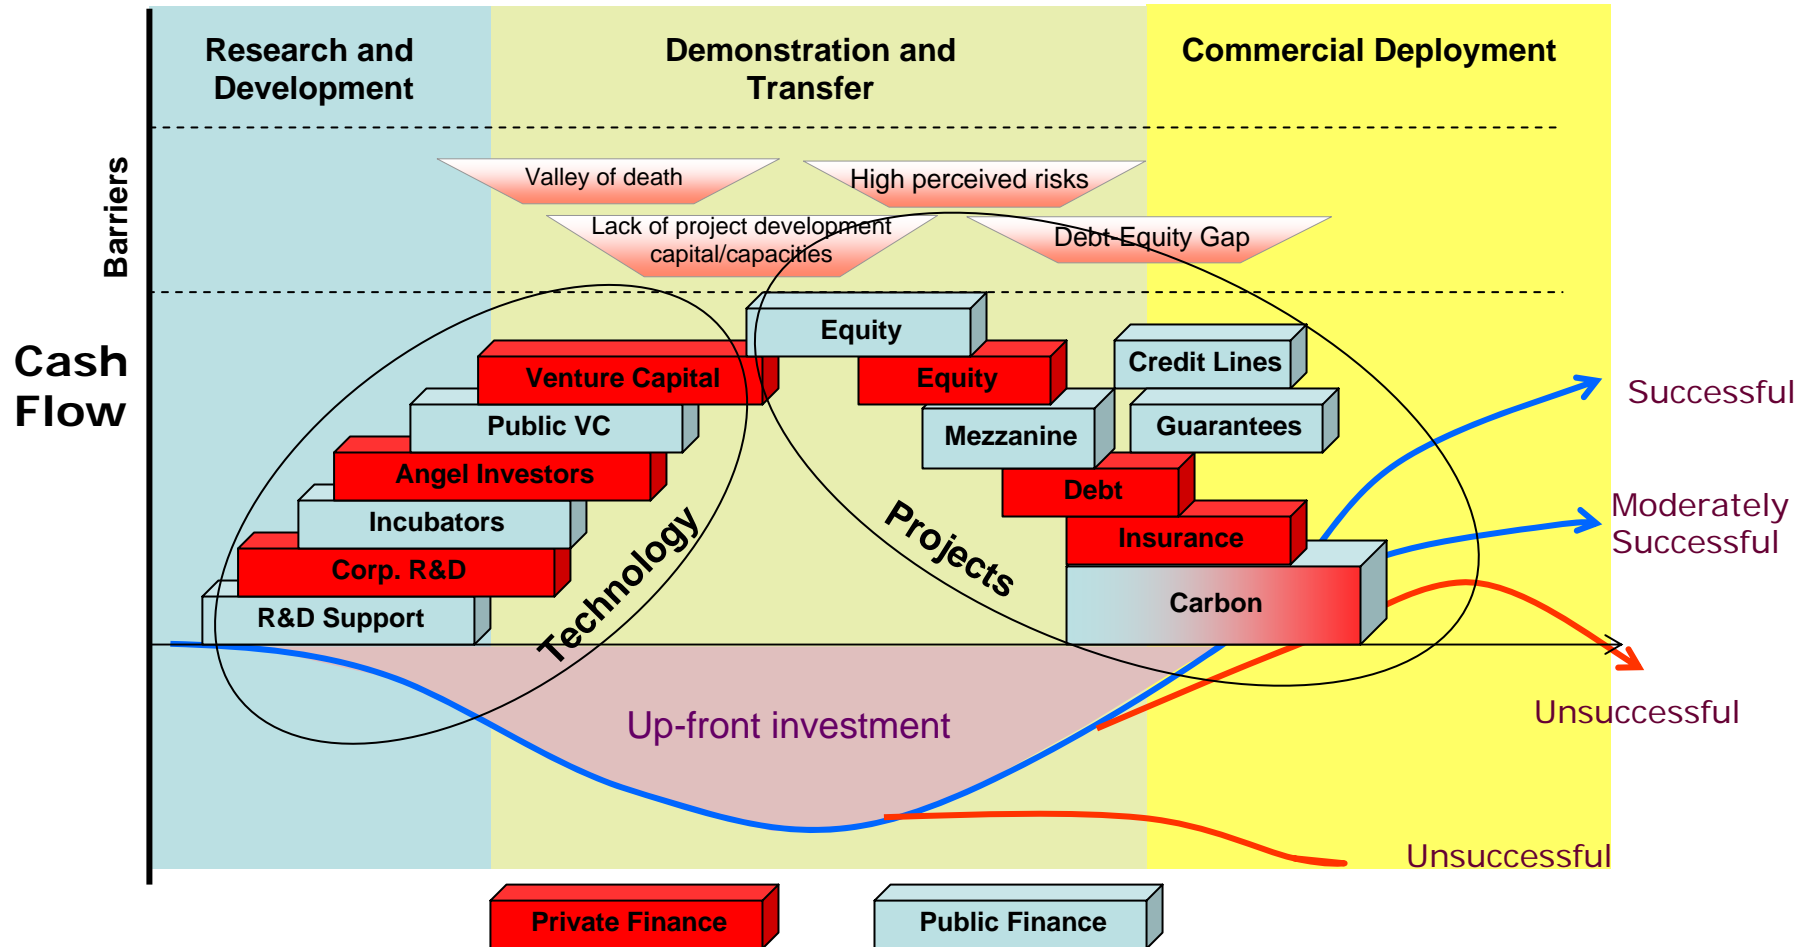 Research and
Development
Demonstration and
Transfer
Commercial Deployment
Barriers
Valley of death
High perceived risks
Lack of project development
capital/capacities
Debt-Equity Gap
Cash
Flow
Equity
Venture Capital
Equity
Credit Lines
Public VC
Mezzanine
Guarantees
Angel Investors
Debt
Incubators
Insurance
Corp. R&D
Carbon
R&D Support
Technology
Projects
Successful
Moderately
Successful
Unsuccessful
Up-front investment
Unsuccessful
Private Finance
Public Finance